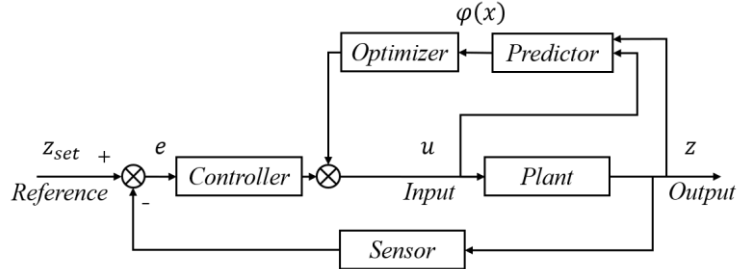 φ(x)
Optimizer
Predictor
z_set
+
e
u
z
Controller
Plant
Reference
Input
Output
-
Sensor